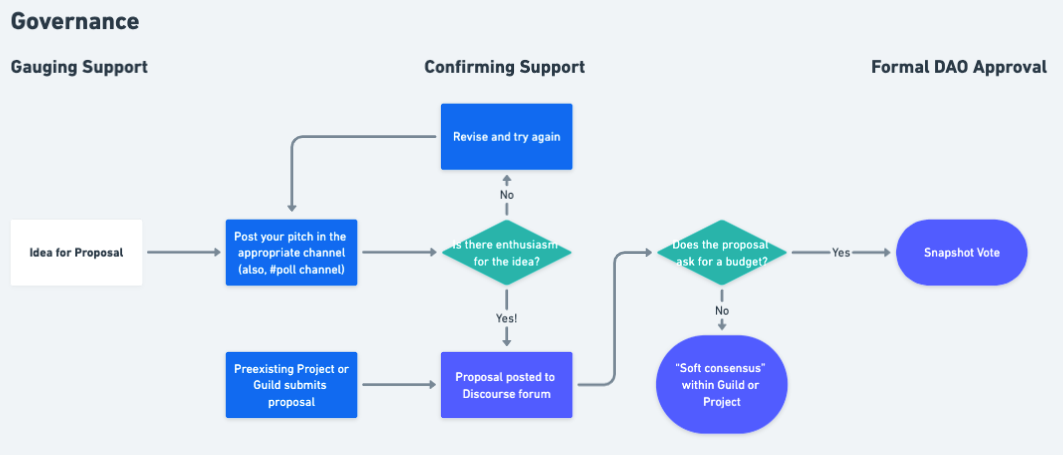 Governance
Gauging Support
Confirming Support
Formal DAO Approval
Revise and try again
No
Idea for Proposal
Post your pitch in the
appropriate channel
(also, #poll channel)
Is there enthusiasm
for the idea?
Does the proposal
ask for a budget?
Yes
Snapshot Vote
Yes!
No
Preexisting Project or
Guild submits
proposal
Proposal posted to
Discourse forum
"Soft consensus"
within Guild or
Project